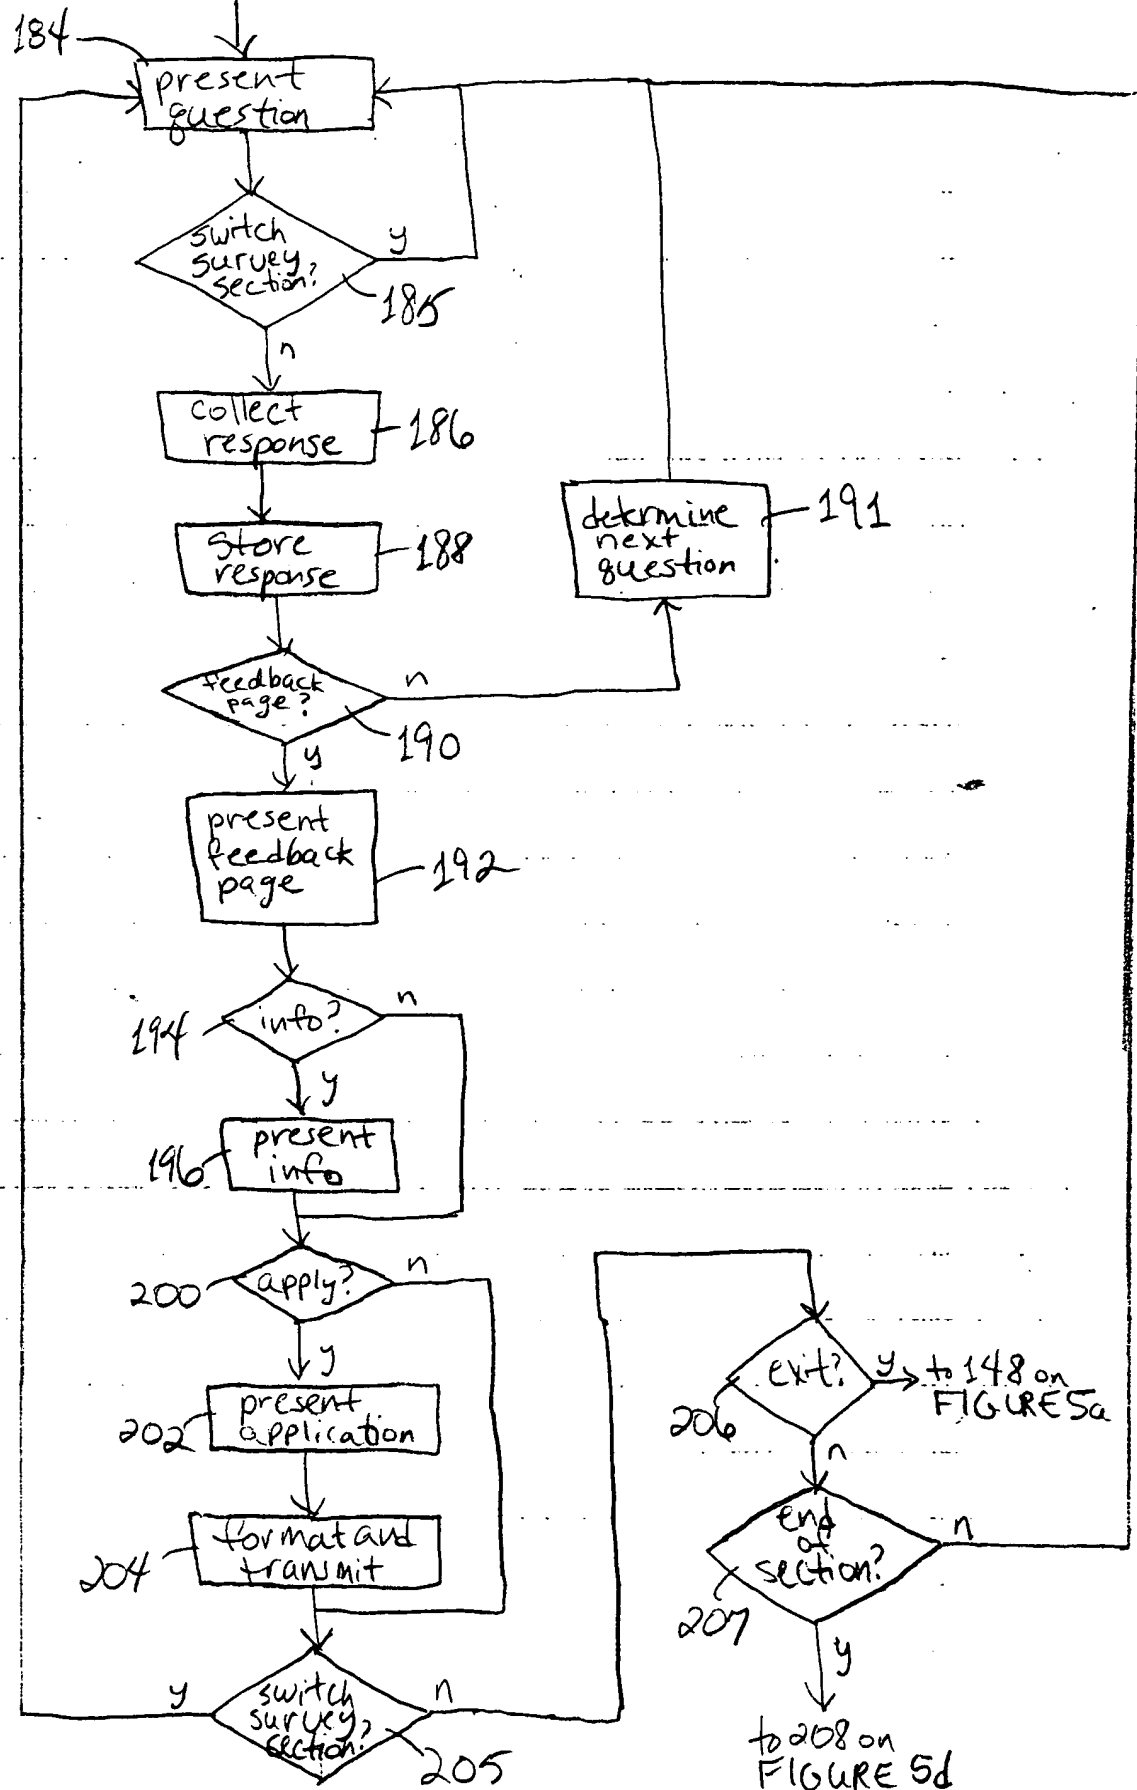 184
present
question
switch
survey
section?
y
185
n
collect
response
186
store
response
188
determine
next
question
191
feedback
page?
n
190
y
present
feedback
page
192
info?
n
194
y
present
info
196
apply?
n
200
y
present
application
202
format and
transmit
204
switch
survey
section?
y
n
205
exit?
y
to 148 on
FIGURE 5a
206
n
end
of
section?
n
207
y
to 208 on
FIGURE 5d